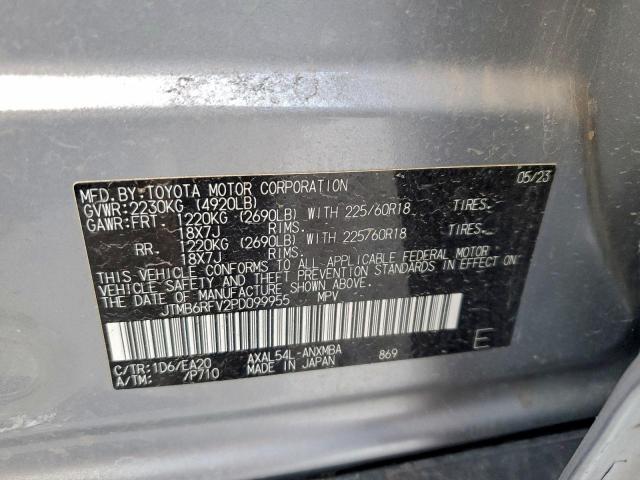 MFD. BY: TOYOTA MOTOR CORPORATION 05/23
GVWR: 2230KG (4920LB)
GAWR: FRT. 1220KG (2690LB) WITH 225/60R18 TIRES.
18X7J RIMS.
RR. 1220KG (2690LB) WITH 225/60R18 TIRES.
18X7J RIMS.
THIS VEHICLE CONFORMS TO ALL APPLICABLE FEDERAL MOTOR
VEHICLE SAFETY AND THEFT PREVENTION STANDARDS IN EFFECT ON
THE DATE OF MANUFACTURE SHOWN ABOVE.
JTMB6RFV2PD099955 MPV
C/TR: 1D6/EA20 AXAL54L-ANXMBA 869 E
A/TM: /P710 MADE IN JAPAN